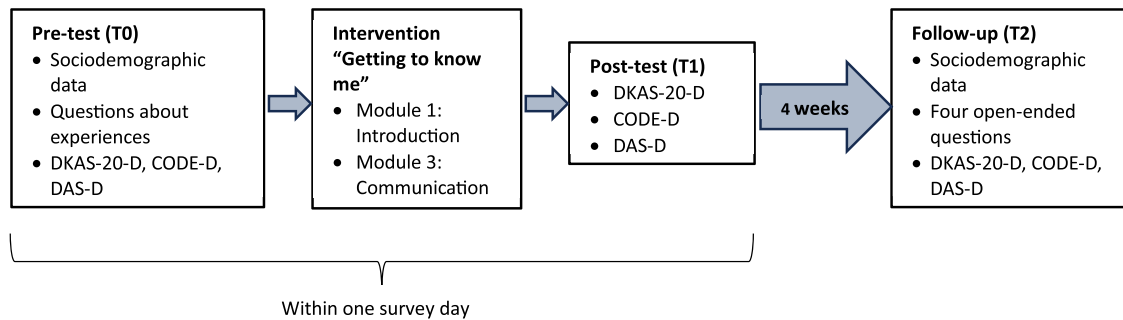 Pre-test (T0)
• Sociodemographic
data
• Questions about
experiences
• DKAS-20-D, CODE-D,
DAS-D
Intervention
“Getting to know
me”
• Module 1:
Introduction
• Module 3:
Communication
Post-test (T1)
• DKAS-20-D
• CODE-D
• DAS-D
4 weeks
Follow-up (T2)
• Sociodemographic
data
• Four open-ended
questions
• DKAS-20-D, CODE-D,
DAS-D
Within one survey day